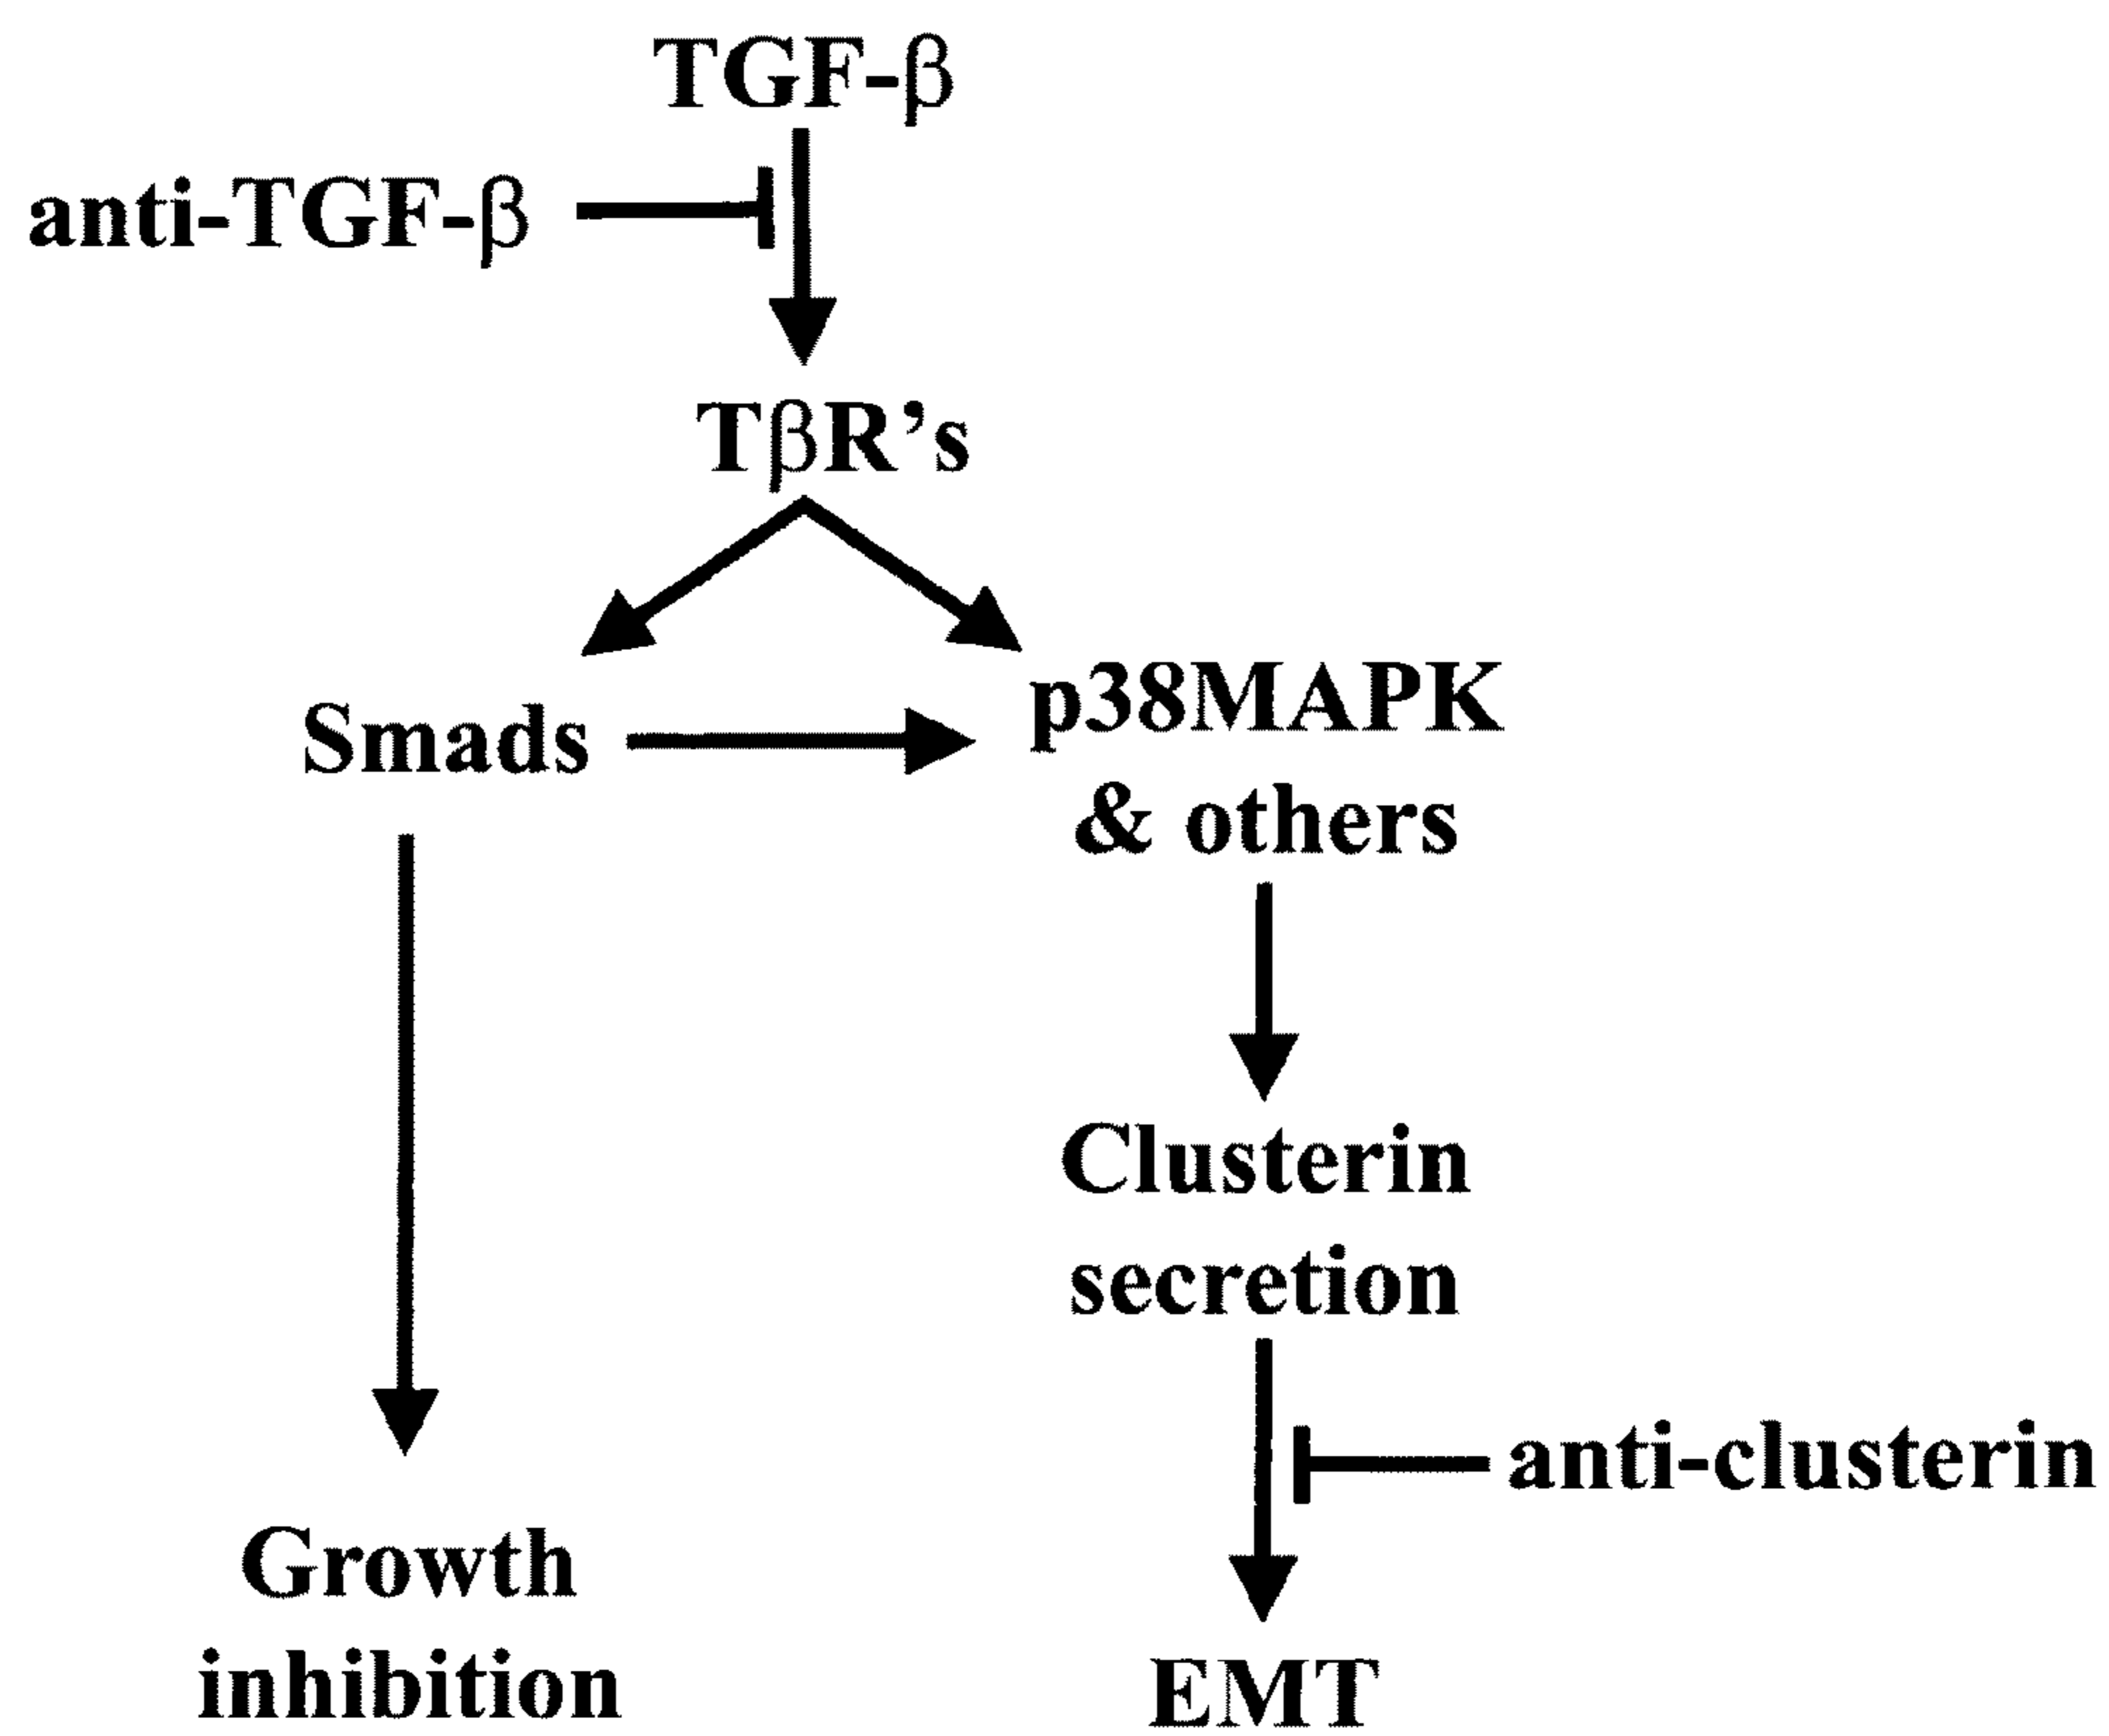 TGF-β
anti-TGF-β
TβR’s
Smads
p38MAPK
& others
Clusterin
secretion
anti-clusterin
Growth
inhibition
EMT